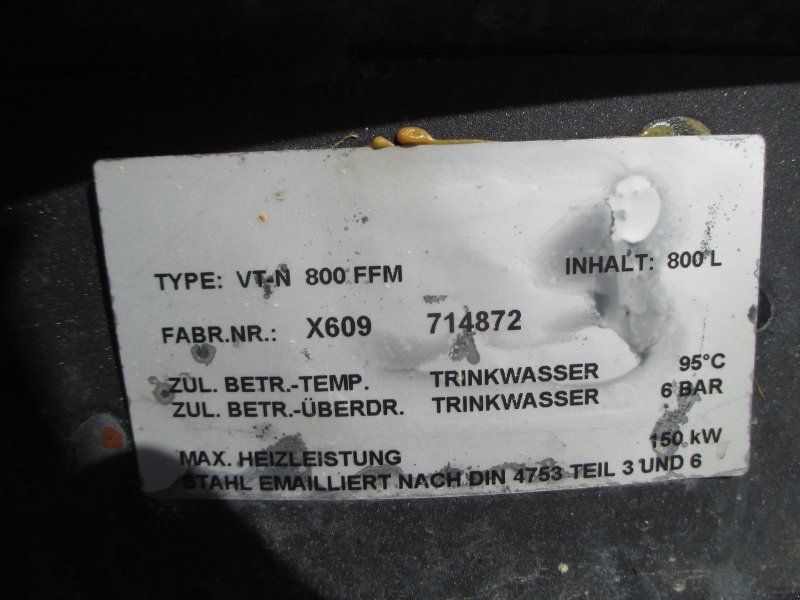 TYPE: VT-N 800 FFM INHALT: 800 L
FABR.NR.: X609 714872
ZUL. BETR.-TEMP. TRINKWASSER 95°C
ZUL. BETR.-ÜBERDR. TRINKWASSER 6 BAR
MAX. HEIZLEISTUNG 150 kW
STAHL EMAILLIERT NACH DIN 4753 TEIL 3 UND 6